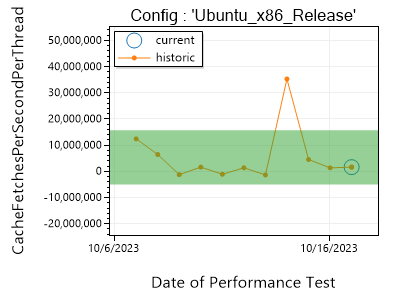 Config : 'Ubuntu_x86_Release'
current
historic
CacheFetchesPerSecondPerThread
50,000,000
40,000,000
30,000,000
20,000,000
10,000,000
0
-10,000,000
-20,000,000
10/6/2023
10/16/2023
Date of Performance Test